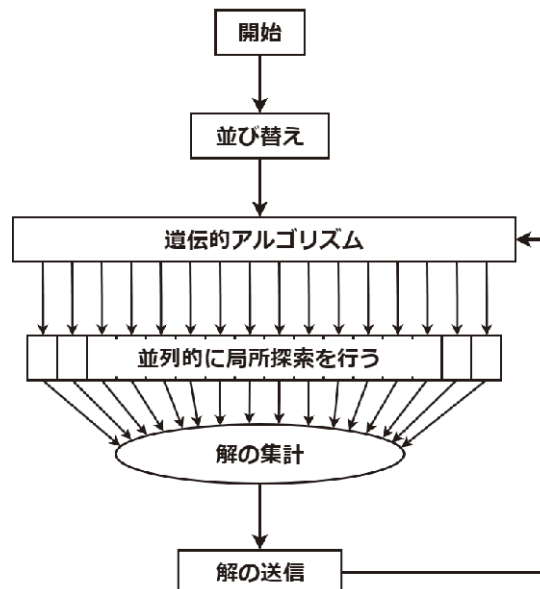 開始
並び替え
遺伝的アルゴリズム
並列的に局所探索を行う
解の集計
解の送信